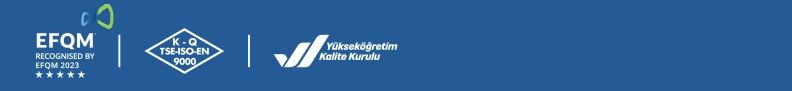 EFQM
RECOGNISED BY
EFQM 2023
K - Q
TSE-ISO-EN
9000
Yükseköğretim
Kalite Kurulu